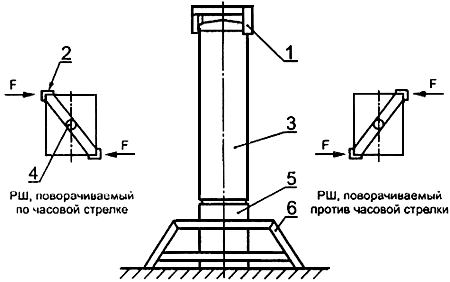 1
2
F
F
F
F
3
4
5
6
РШ, поворачиваемый
по часовой стрелке
РШ, поворачиваемый
против часовой стрелки